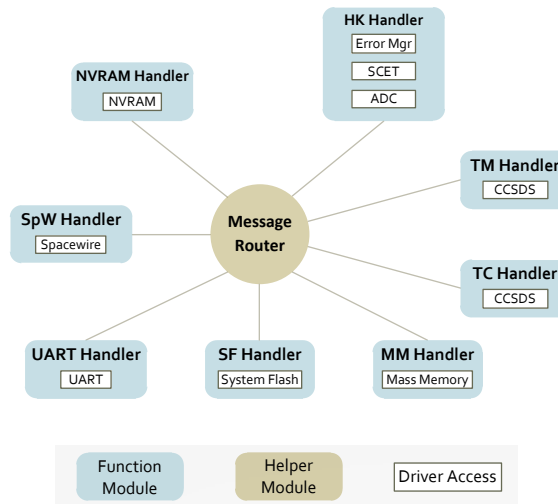 HK Handler
Error Mgr
SCET
ADC
NVRAM Handler
NVRAM
TM Handler
CCSDS
SpW Handler
Spacewire
Message
Router
TC Handler
CCSDS
UART Handler
UART
SF Handler
System Flash
MM Handler
Mass Memory
Function
Module
Helper
Module
Driver Access